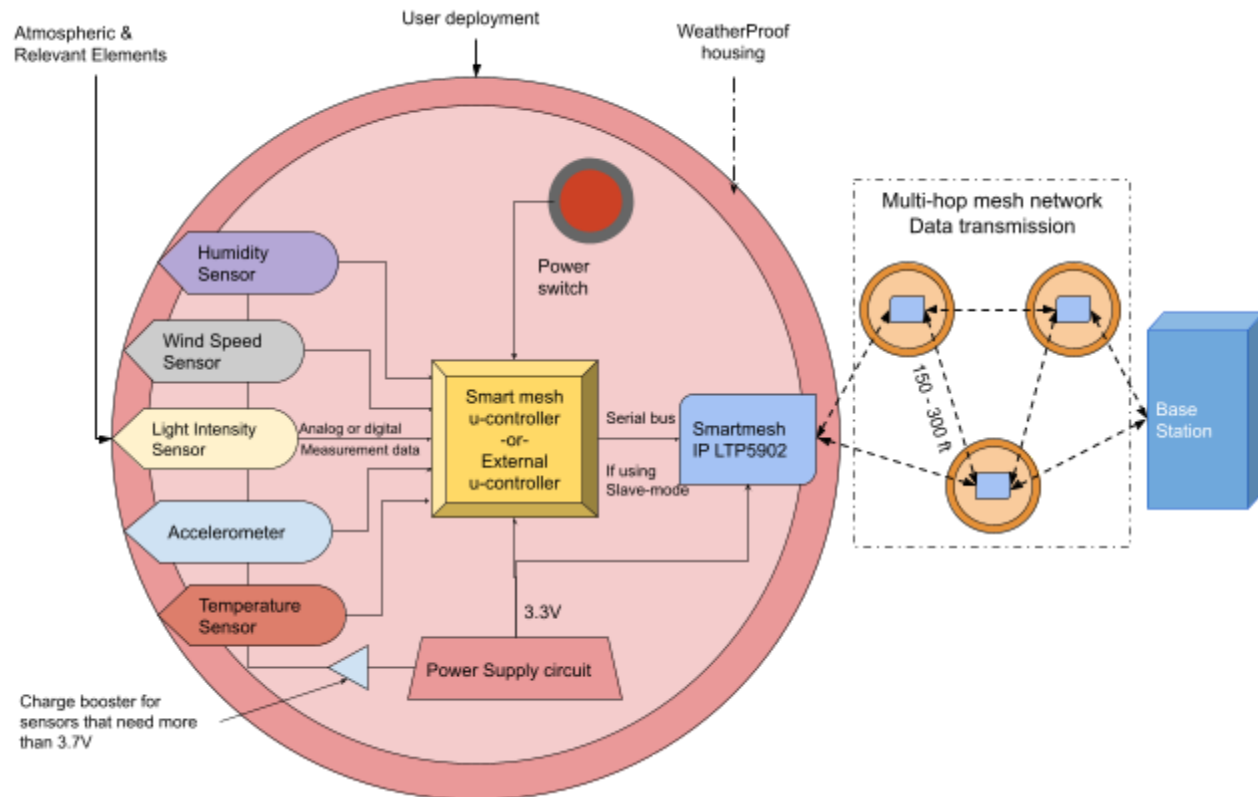 User deployment
Atmospheric &
Relevant Elements
WeatherProof
housing
Multi-hop mesh network
Data transmission
Humidity
Sensor
Power
switch
Wind Speed
Sensor
Smart mesh
u-controller
-or-
External
u-controller
Light Intensity
Sensor
Analog or digital
Measurement data
Serial bus
If using
Slave-mode
Smartmesh
IP LTP5902
150 - 300 ft
Base
Station
Accelerometer
Temperature
Sensor
3.3V
Power Supply circuit
Charge booster for
sensors that need more
than 3.7V